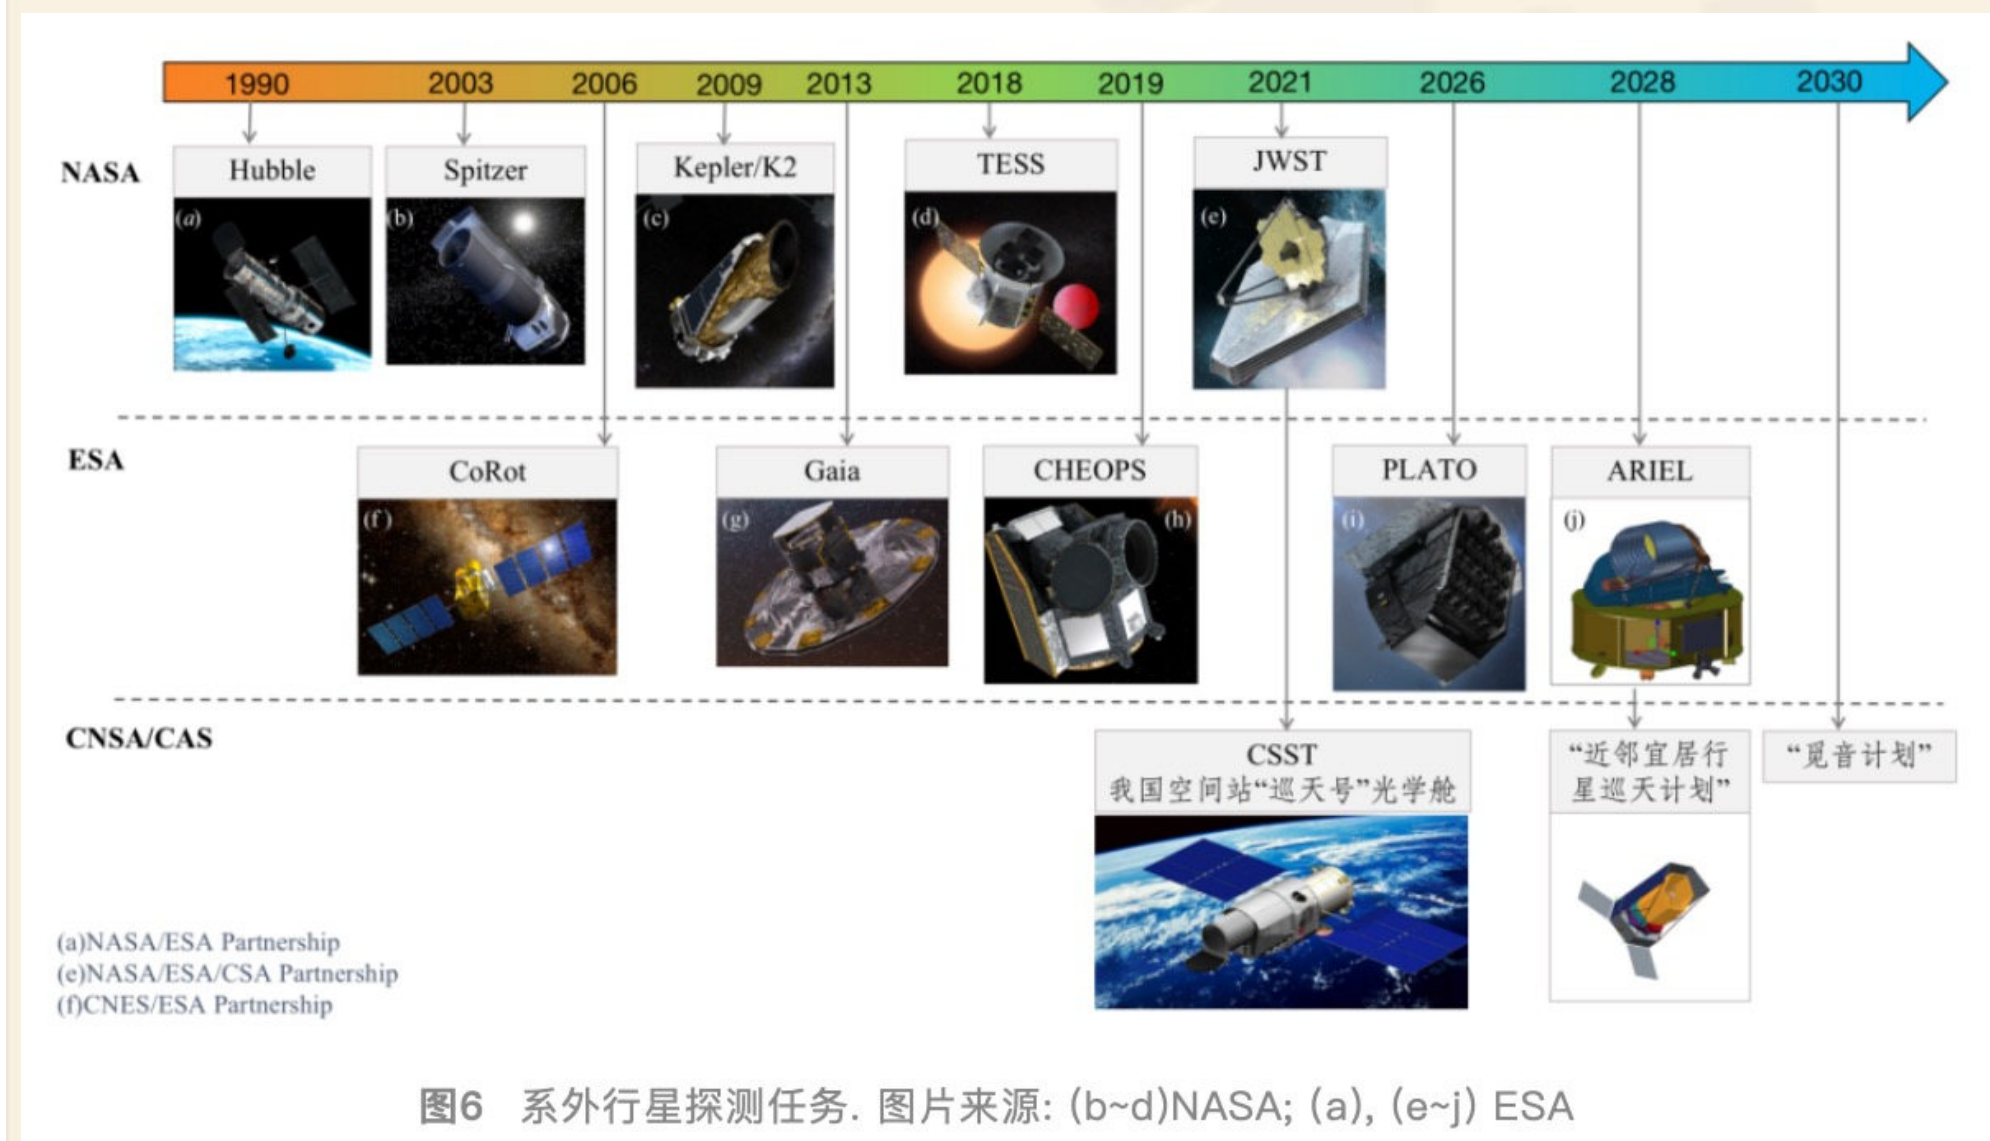 1990 2003 2006 2009 2013 2018 2019 2021 2026 2028 2030
NASA
Hubble
Spitzer
Kepler/K2
TESS
JWST
(a)
(b)
(c)
(d)
(e)
ESA
CoRot
Gaia
CHEOPS
PLATO
ARIEL
(f)
(g)
(h)
(i)
(j)
CNSA/CAS
CSST
我国空间站“巡天号”光学舱
“近邻宜居行
星巡天计划”
“觅音计划”
(a)NASA/ESA Partnership
(e)NASA/ESA/CSA Partnership
(f)CNES/ESA Partnership
图6 系外行星探测任务. 图片来源: (b~d)NASA; (a), (e~j) ESA